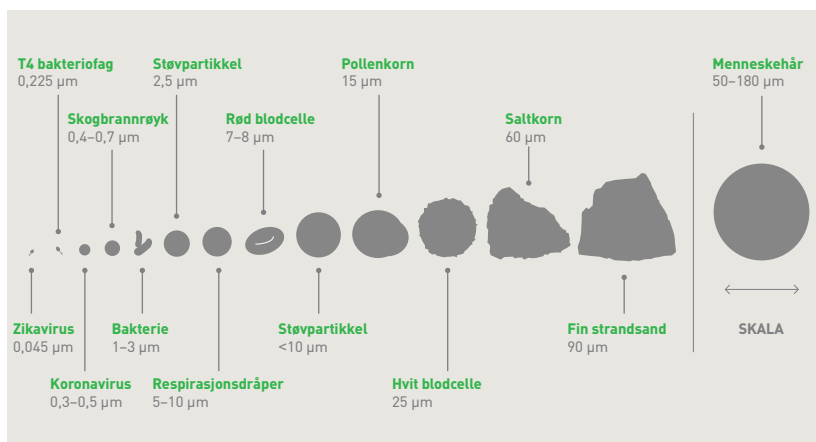 T4 bakteriofag
0,225 µm
Støvpartikkel
2,5 µm
Pollenkorn
15 µm
Menneskehår
50–180 µm
Skogbrannrøyk
0,4–0,7 µm
Rød blodcelle
7–8 µm
Saltkorn
60 µm
Zikavirus
0,045 µm
Bakterie
1–3 µm
Støvpartikkel
<10 µm
Fin strandsand
90 µm
SKALA
Koronavirus
0,3–0,5 µm
Respirasjonsdråper
5–10 µm
Hvit blodcelle
25 µm